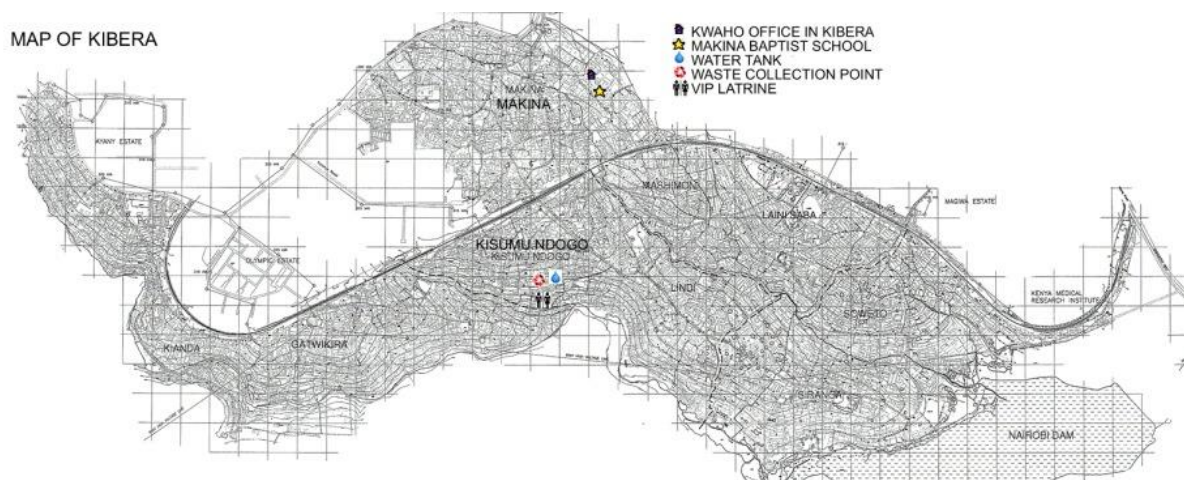 MAP OF KIBERA
KWAHO OFFICE IN KIBERA
MAKINA BAPTIST SCHOOL
WATER TANK
WASTE COLLECTION POINT
VIP LATRINE
MAKINA
MAKINA
AYANY ESTATE
MASHIMONI
LAINI SABA
MAGIWA ESTATE
KISUMU NDOGO
KISUMU NDOGO
OLYMPIC ESTATE
LINDI
KENYA MEDICAL
RESEARCH INSTITUTE
SOWETO
KIANDA
GATWIKIRA
SIRANGA
NAIROBI DAM